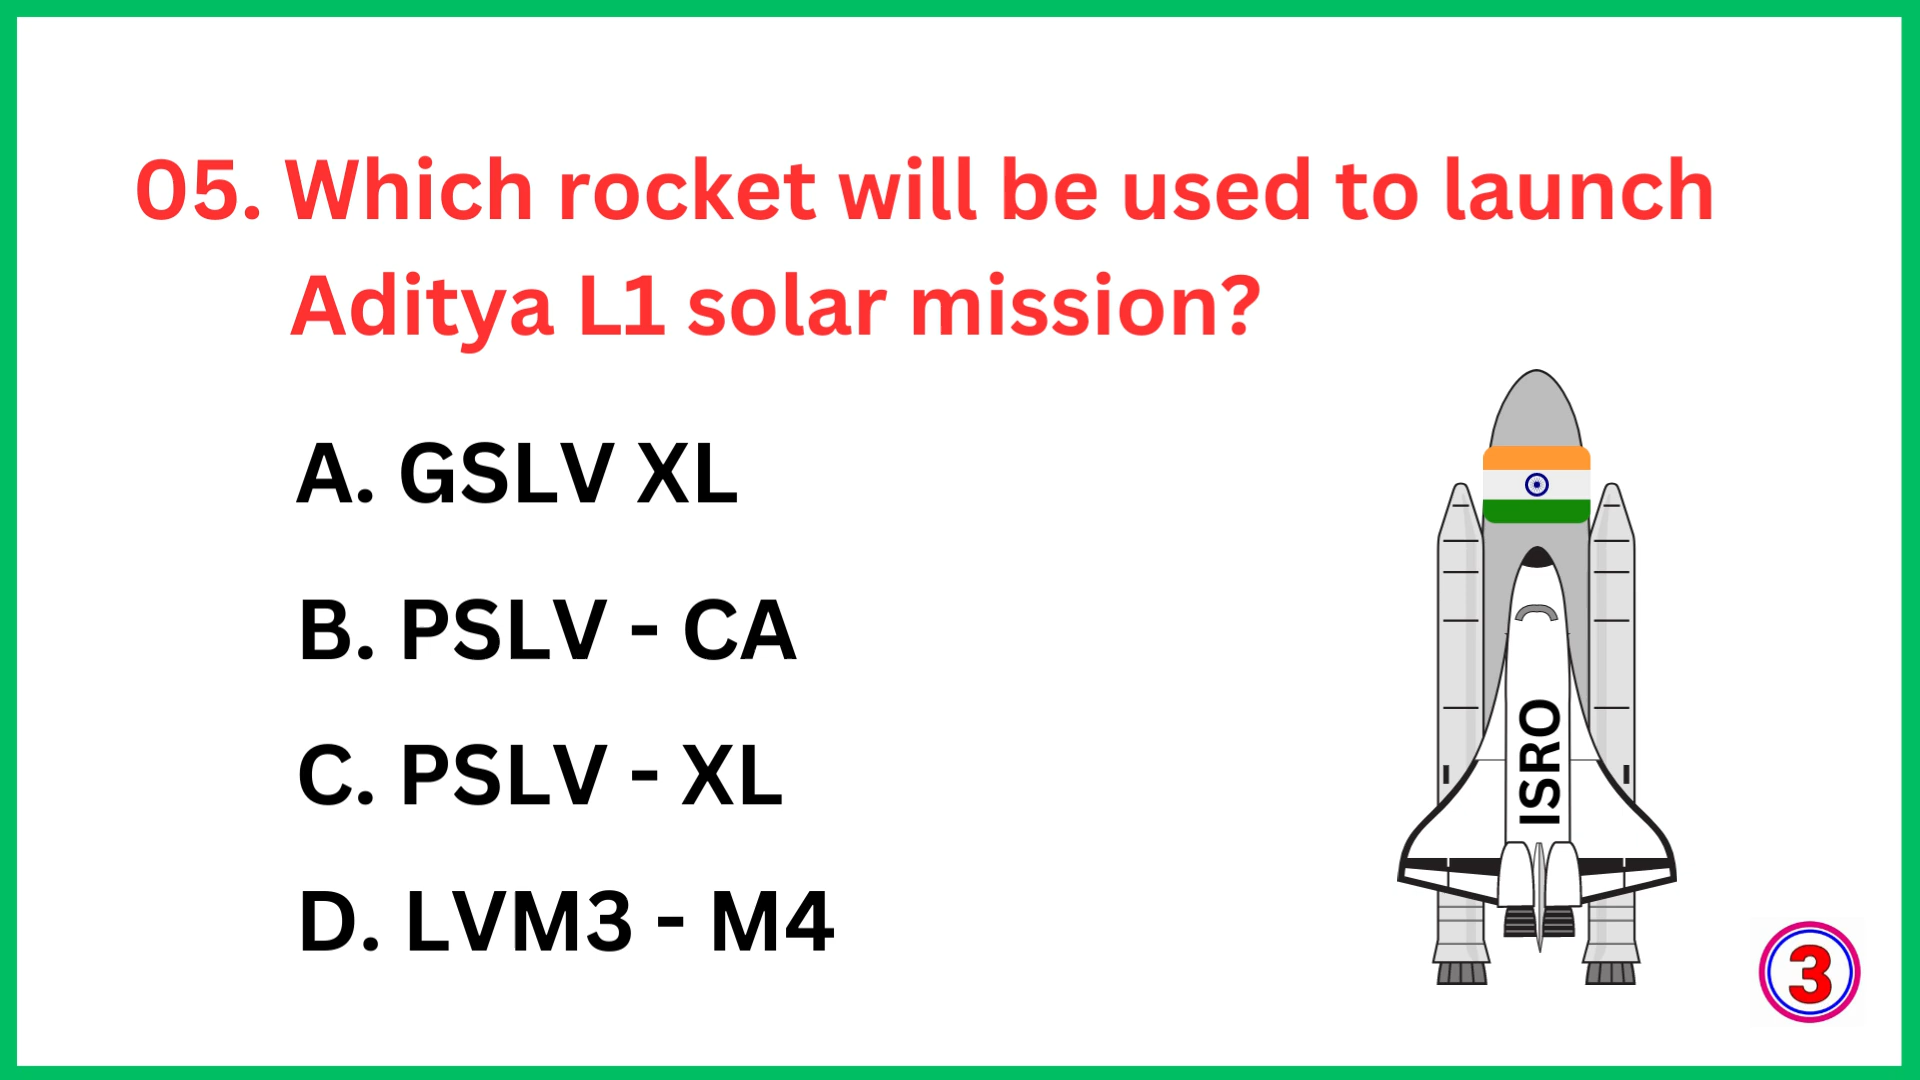 05. Which rocket will be used to launch
Aditya L1 solar mission?
A. GSLV XL
B. PSLV - CA
C. PSLV - XL
D. LVM3 - M4
ISRO
3